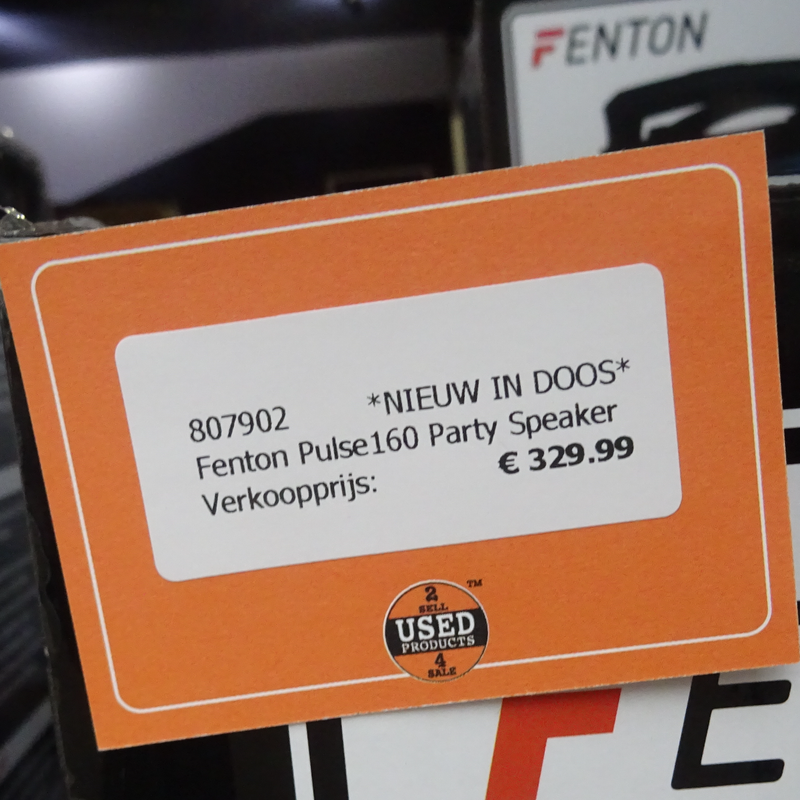 FENTON
807902 *NIEUW IN DOOS*
Fenton Pulse160 Party Speaker
Verkoopprijs: € 329.99
2
SELL
USED
PRODUCTS
4
SALE
TM
FE